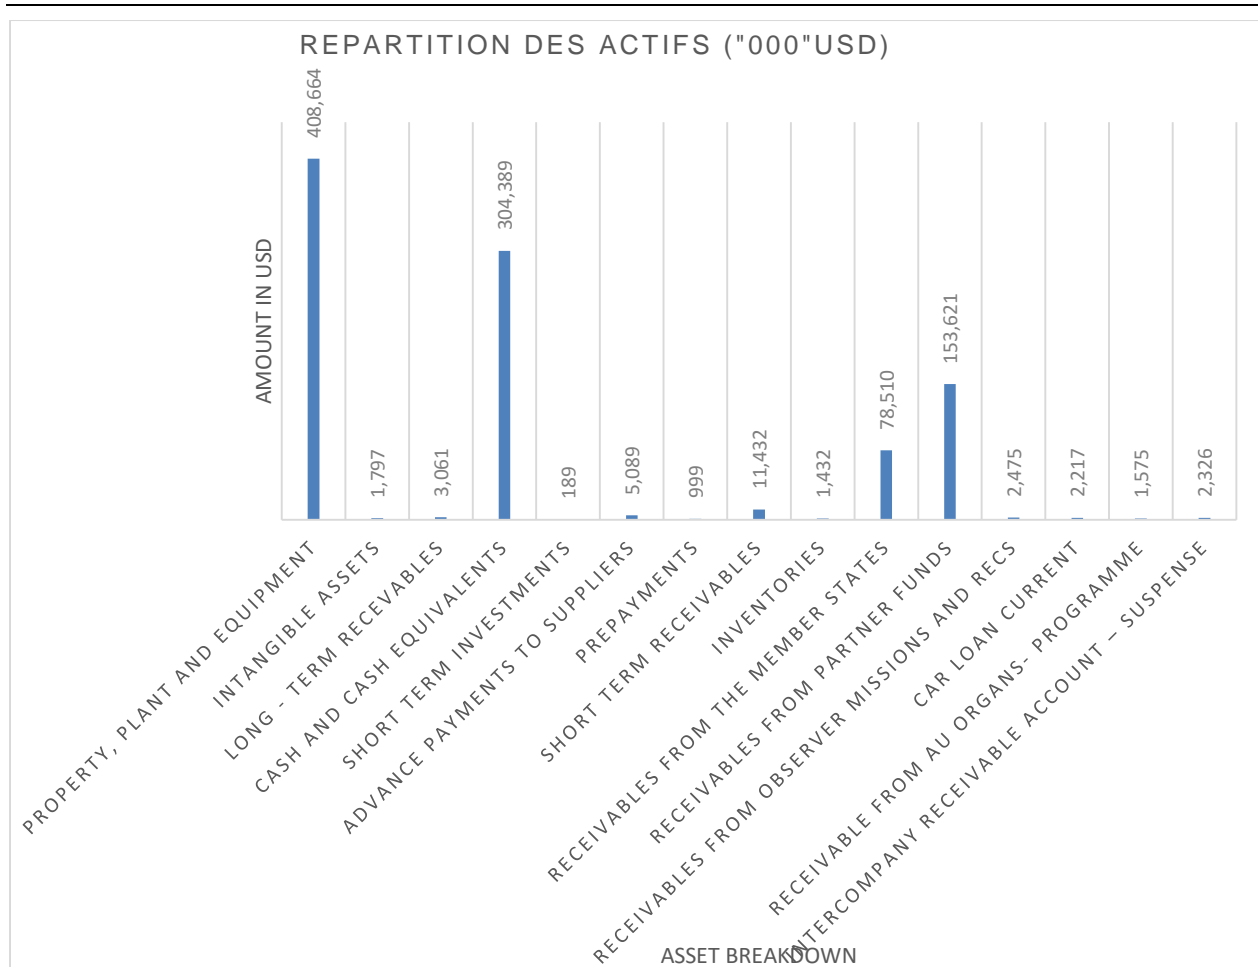 REPARTITION DES ACTIFS ("000"USD)
AMOUNT IN USD
408,664
1,797
3,061
304,389
189
5,089
999
11,432
1,432
78,510
153,621
2,475
2,217
1,575
2,326
PROPERTY, PLANT AND EQUIPMENT
INTANGIBLE ASSETS
LONG - TERM RECEVABLES
CASH AND CASH EQUIVALENTS
SHORT TERM INVESTMENTS
ADVANCE PAYMENTS TO SUPPLIERS
PREPAYMENTS
SHORT TERM RECEIVABLES
INVENTORIES
RECEIVABLES FROM THE MEMBER STATES
RECEIVABLES FROM PARTNER FUNDS
RECEIVABLES FROM OBSERVER MISSIONS AND RECS
CAR LOAN CURRENT
RECEIVABLE FROM AU ORGANS- PROGRAMME
INTERCOMPANY RECEIVABLE ACCOUNT – SUSPENSE
ASSET BREAKDOWN